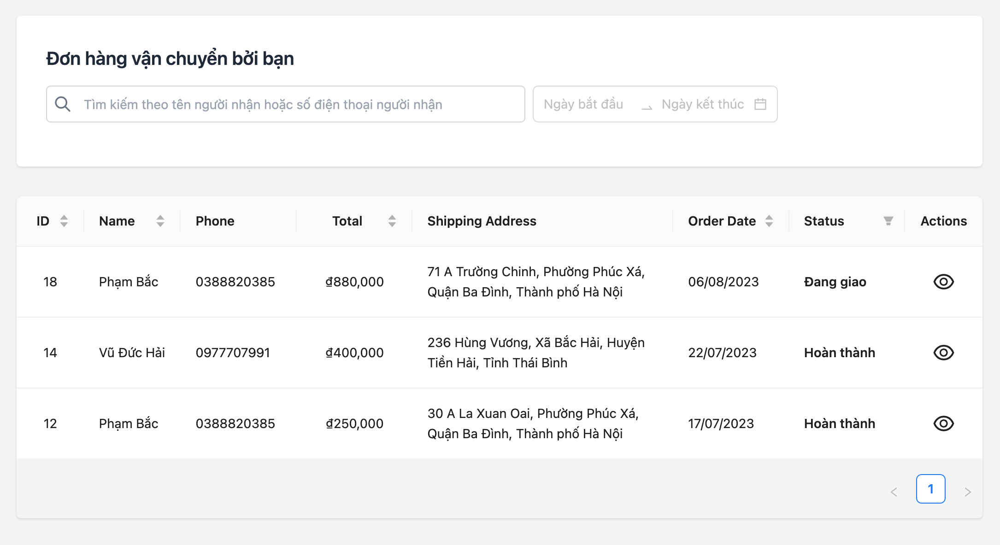 Đơn hàng vận chuyển bởi bạn
Tìm kiếm theo tên người nhận hoặc số điện thoại người nhận
Ngày bắt đầu Ngày kết thúc
ID Name Phone Total Shipping Address Order Date Status Actions
18 Phạm Bắc 0388820385 ₫880,000 71 A Trường Chinh, Phường Phúc Xá, 06/08/2023 Đang giao
Quận Ba Đình, Thành phố Hà Nội
14 Vũ Đức Hải 0977707991 ₫400,000 236 Hùng Vương, Xã Bắc Hải, Huyện 22/07/2023 Hoàn thành
Tiền Hải, Tỉnh Thái Bình
12 Phạm Bắc 0388820385 ₫250,000 30 A La Xuan Oai, Phường Phúc Xá, 17/07/2023 Hoàn thành
Quận Ba Đình, Thành phố Hà Nội
1